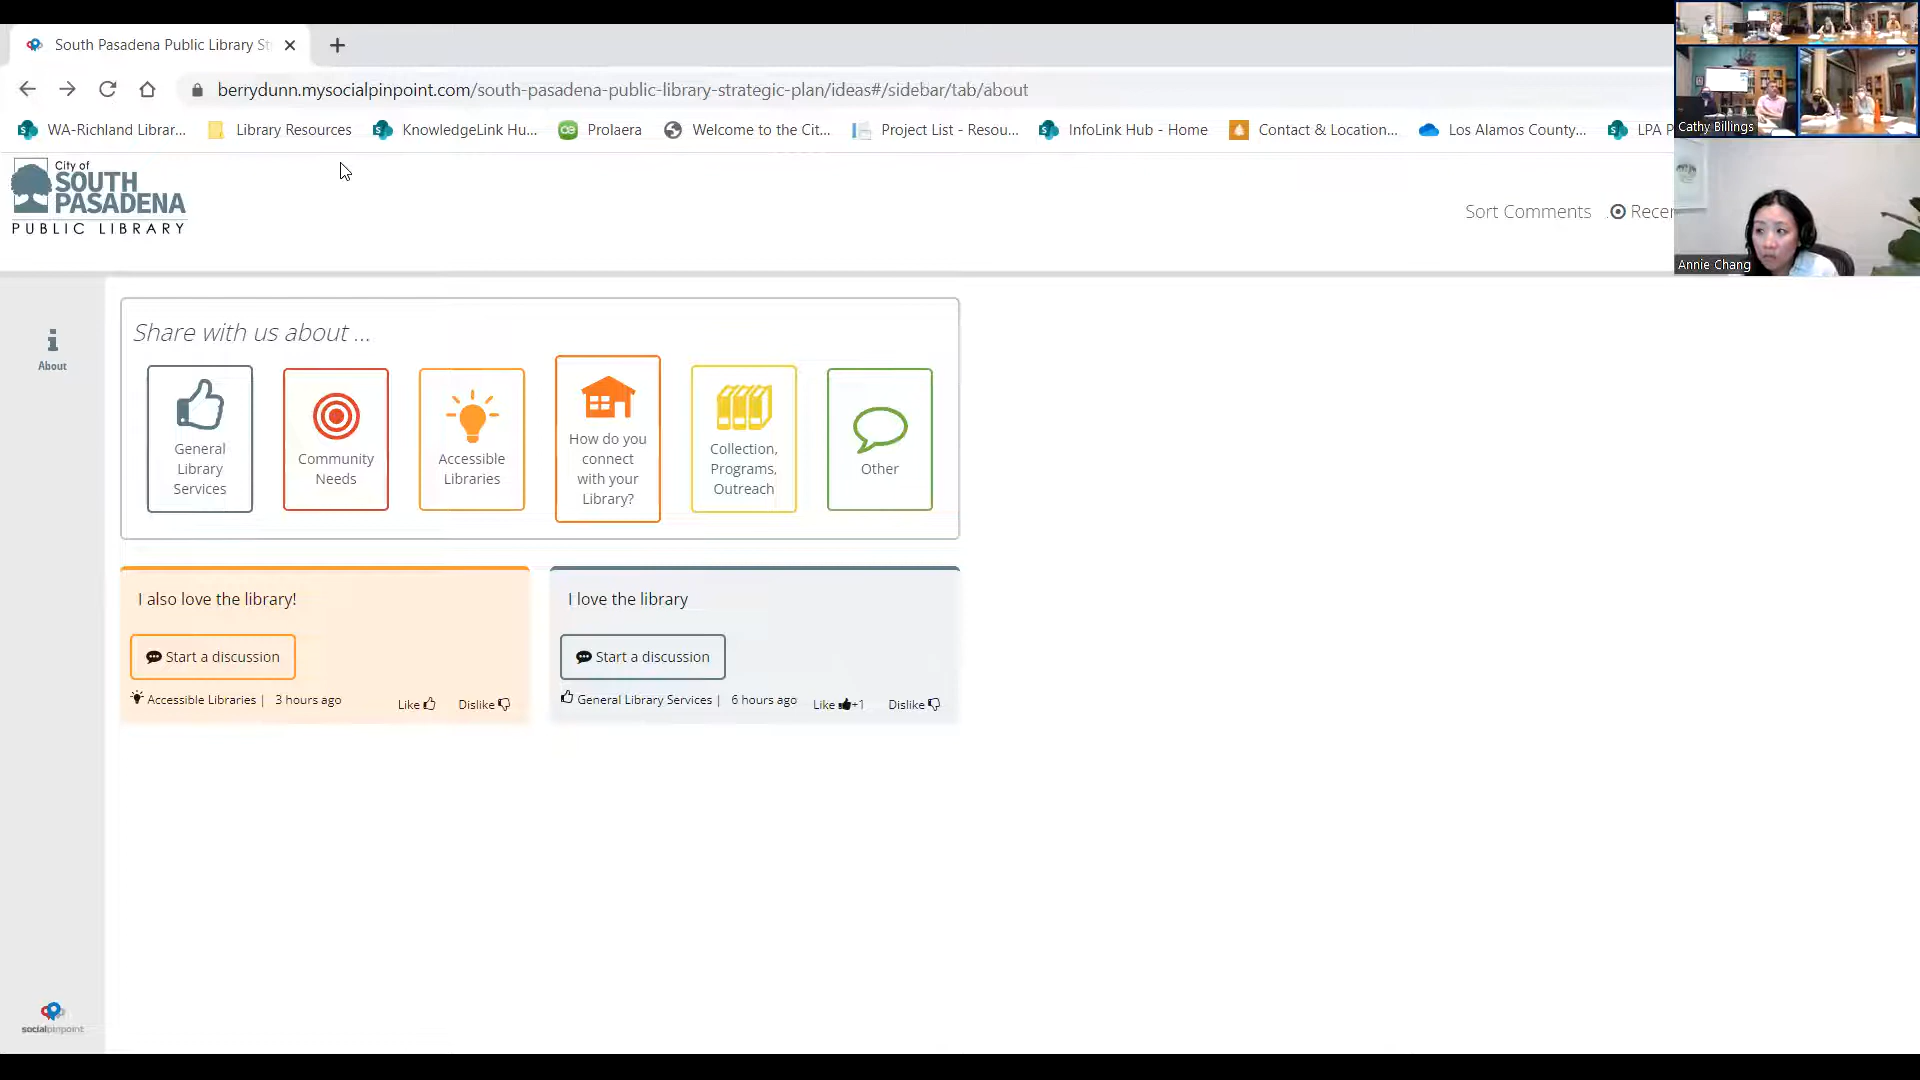 South Pasadena Public Library St
berrydunn.mysocialpinpoint.com/south-pasadena-public-library-strategic-plan/ideas#/sidebar/tab/about
WA-Richland Librar...
Library Resources
KnowledgeLink Hu...
Prolaera
Welcome to the Cit...
Project List - Resou...
InfoLink Hub - Home
Contact & Location...
Los Alamos County...
LPA P
Cathy Billings
Annie Chang
City of
SOUTH
PASADENA
PUBLIC LIBRARY
Sort Comments
Recen
About
Share with us about ...
General
Library
Services
Community
Needs
Accessible
Libraries
How do you
connect
with your
Library?
Collection,
Programs,
Outreach
Other
I also love the library!
Start a discussion
Accessible Libraries | 3 hours ago
Like
Dislike
I love the library
Start a discussion
General Library Services | 6 hours ago
Like +1
Dislike
socialpinpoint